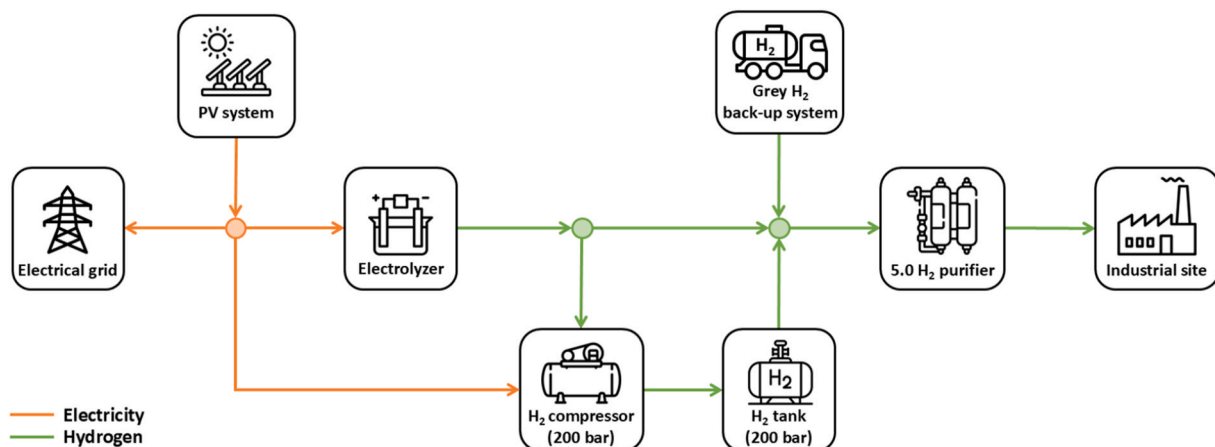 H₂
PV system
Grey H₂
back-up system
+ −
Electrical grid
Electrolyzer
5.0 H₂ purifier
Industrial site
H₂
H₂ compressor
(200 bar)
H₂ tank
(200 bar)
Electricity
Hydrogen